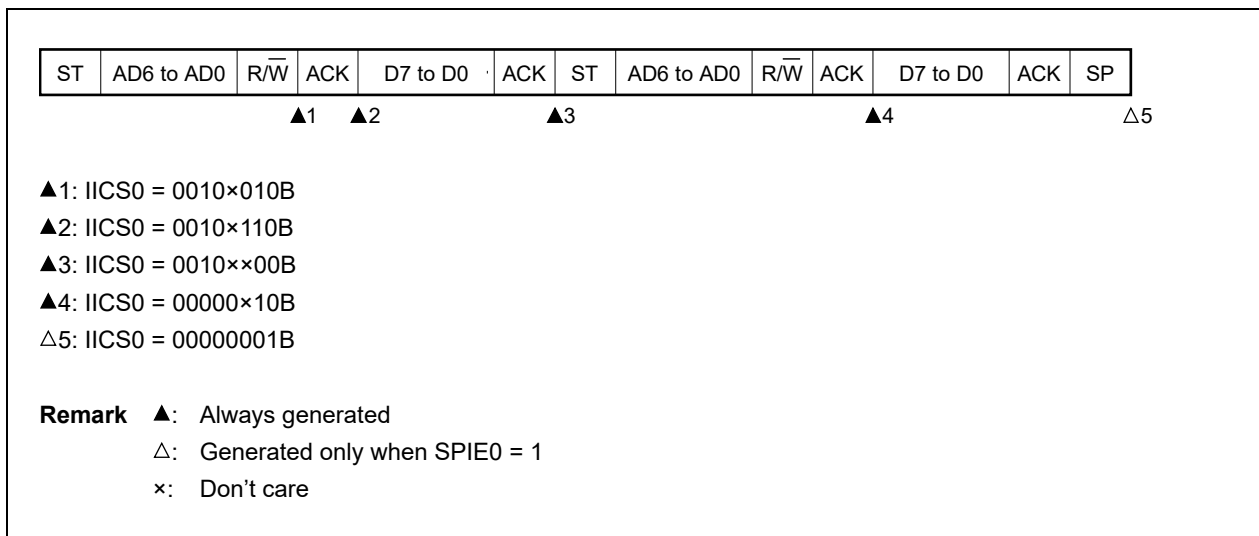 ST AD6 to AD0 R/W̅ ACK D7 to D0 ACK ST AD6 to AD0 R/W̅ ACK D7 to D0 ACK SP
▲1 ▲2 ▲3 ▲4 △5
▲1: IICS0 = 0010×010B
▲2: IICS0 = 0010×110B
▲3: IICS0 = 0010××00B
▲4: IICS0 = 00000×10B
△5: IICS0 = 00000001B
Remark ▲: Always generated
△: Generated only when SPIE0 = 1
×: Don't care